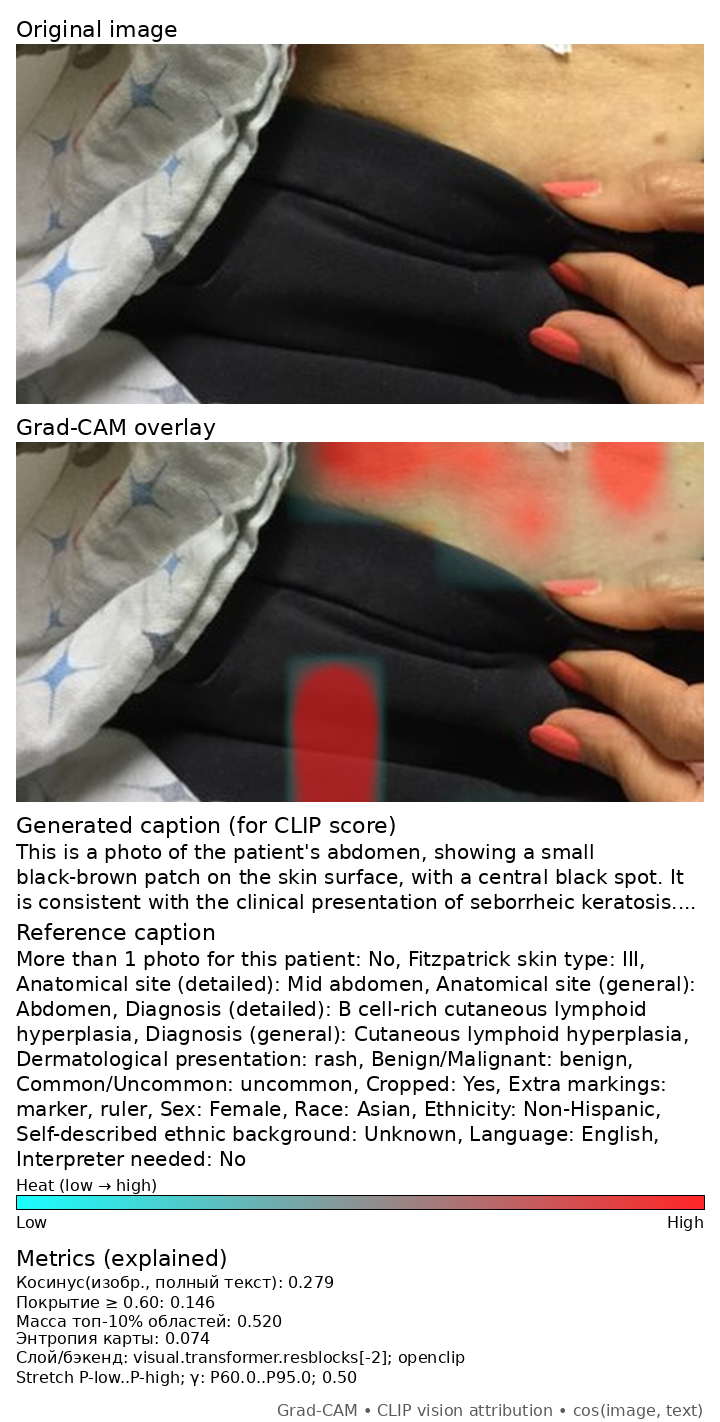 Original image
Grad-CAM overlay
Generated caption (for CLIP score)
This is a photo of the patient's abdomen, showing a small
black-brown patch on the skin surface, with a central black spot. It
is consistent with the clinical presentation of seborrheic keratosis....
Reference caption
More than 1 photo for this patient: No, Fitzpatrick skin type: III,
Anatomical site (detailed): Mid abdomen, Anatomical site (general):
Abdomen, Diagnosis (detailed): B cell-rich cutaneous lymphoid
hyperplasia, Diagnosis (general): Cutaneous lymphoid hyperplasia,
Dermatological presentation: rash, Benign/Malignant: benign,
Common/Uncommon: uncommon, Cropped: Yes, Extra markings:
marker, ruler, Sex: Female, Race: Asian, Ethnicity: Non-Hispanic,
Self-described ethnic background: Unknown, Language: English,
Interpreter needed: No
Heat (low → high)
Low High
Metrics (explained)
Косинус(изобр., полный текст): 0.279
Покрытие ≥ 0.60: 0.146
Масса топ-10% областей: 0.520
Энтропия карты: 0.074
Слой/бэкенд: visual.transformer.resblocks[-2]; openclip
Stretch P-low..P-high; γ: P60.0..P95.0; 0.50
Grad-CAM • CLIP vision attribution • cos(image, text)